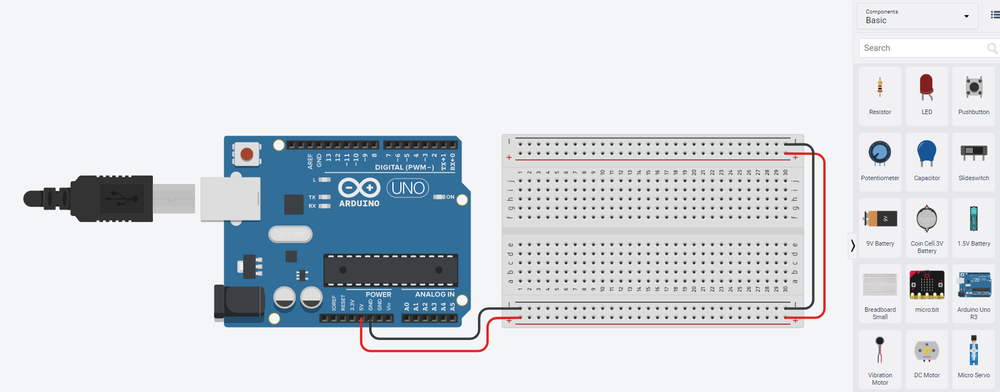 Components
Basic
Search
Resistor
LED
Pushbutton
Potentiometer
Capacitor
Slideswitch
9V
9V Battery
Coin Cell 3V
Battery
1.5V Battery
Breadboard
Small
micro:bit
Arduino Uno
R3
Vibration
Motor
DC Motor
Micro Servo
AREF
GND
13
12
~11
~10
~9
8
7
~6
~5
4
~3
2
TX→1
RX←0
DIGITAL (PWM~)
L
TX
RX
ARDUINO
UNO
ON
IOREF
RESET
3.3V
5V
GND
GND
Vin
POWER
ANALOG IN
A0
A1
A2
A3
A4
A5
− −
+ +
1 2 3 4 5 6 7 8 9 10 11 12 13 14 15 16 17 18 19 20 21 22 23 24 25 26 27 28 29 30
j j
i i
h h
g g
f f
e e
d d
c c
b b
a a
1 2 3 4 5 6 7 8 9 10 11 12 13 14 15 16 17 18 19 20 21 22 23 24 25 26 27 28 29 30
− −
+ +